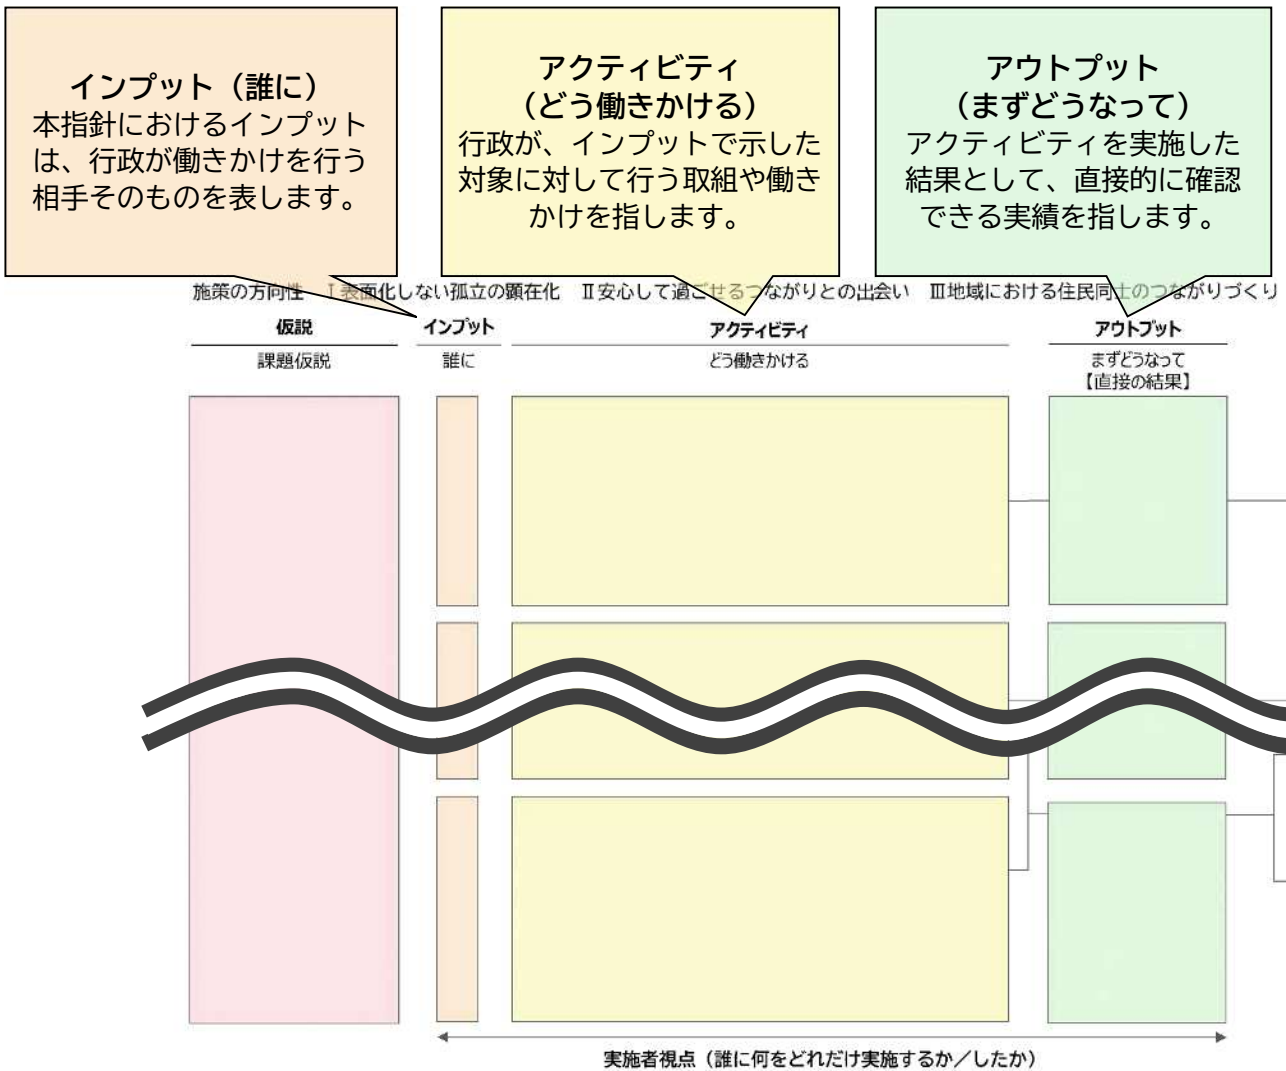 インプット（誰に）
本指針におけるインプット
は、行政が働きかけを行う
相手そのものを表します。
アクティビティ
（どう働きかける）
行政が、インプットで示した
対象に対して行う取組や働き
かけを指します。
アウトプット
（まずどうなって）
アクティビティを実施した
結果として、直接的に確認
できる実績を指します。
施策の方向性　Ⅰ表面化しない孤立の顕在化　Ⅱ安心して過ごせるつながりとの出会い　Ⅲ地域における住民同士のつながりづくり
仮説
課題仮説
インプット
誰に
アクティビティ
どう働きかける
アウトプット
まずどうなって
【直接の結果】
実施者視点（誰に何をどれだけ実施するか／したか）